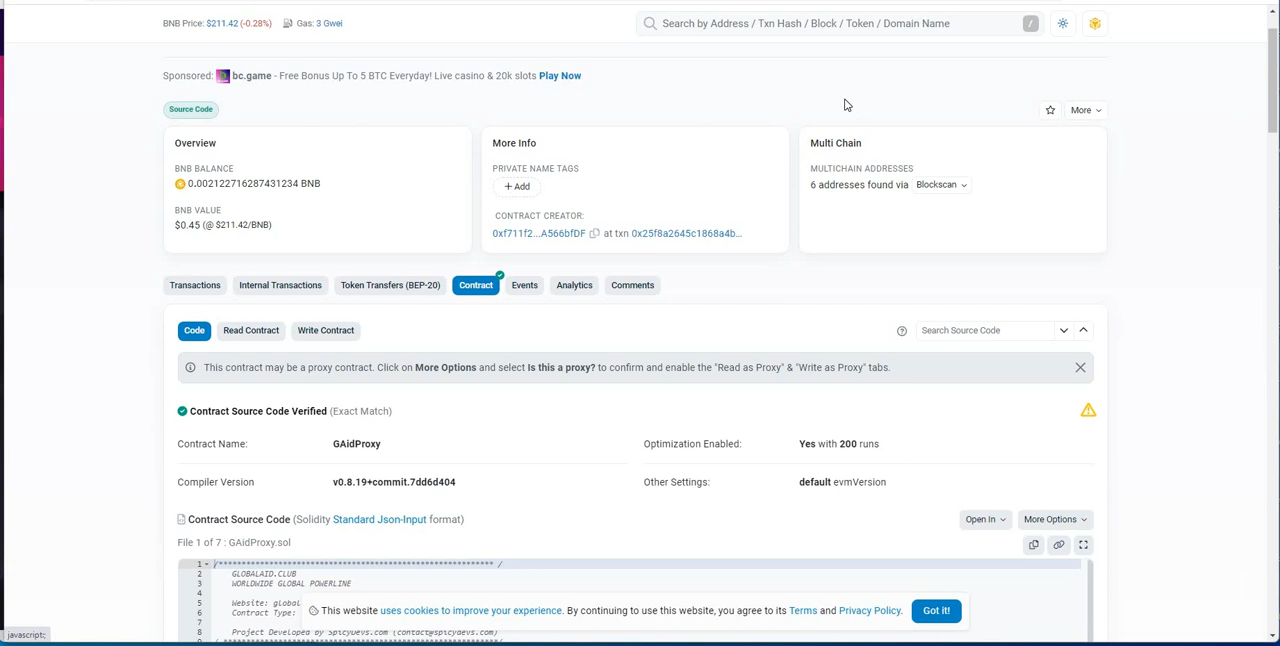 BNB Price: $211.42 (-0.28%) Gas: 3 Gwei
Search by Address / Txn Hash / Block / Token / Domain Name /
Sponsored: bc.game - Free Bonus Up To 5 BTC Everyday! Live casino & 20k slots Play Now
Source Code
More
Overview
BNB BALANCE
0.002122716287431234 BNB
BNB VALUE
$0.45 (@ $211.42/BNB)
More Info
PRIVATE NAME TAGS
+ Add
CONTRACT CREATOR:
0xf711f2...A566bfDF at txn 0x25f8a2645c1868a4b...
Multi Chain
MULTICHAIN ADDRESSES
6 addresses found via Blockscan
Transactions Internal Transactions Token Transfers (BEP-20) Contract Events Analytics Comments
Code Read Contract Write Contract
Search Source Code
This contract may be a proxy contract. Click on More Options and select Is this a proxy? to confirm and enable the "Read as Proxy" & "Write as Proxy" tabs.
Contract Source Code Verified (Exact Match)
Contract Name: GAidProxy
Optimization Enabled: Yes with 200 runs
Compiler Version v0.8.19+commit.7dd6d404
Other Settings: default evmVersion
Contract Source Code (Solidity Standard Json-Input format)
Open In More Options
File 1 of 7 : GAidProxy.sol
1
2 GLOBALAID.CLUB
3 WORLDWIDE GLOBAL POWERLINE
4
5 Website: global
6 Contract Type:
7
8 Project Developed by SpicyDevs.com (contact@spicydevs.com)
This website uses cookies to improve your experience. By continuing to use this website, you agree to its Terms and Privacy Policy. Got it!
javascript:;